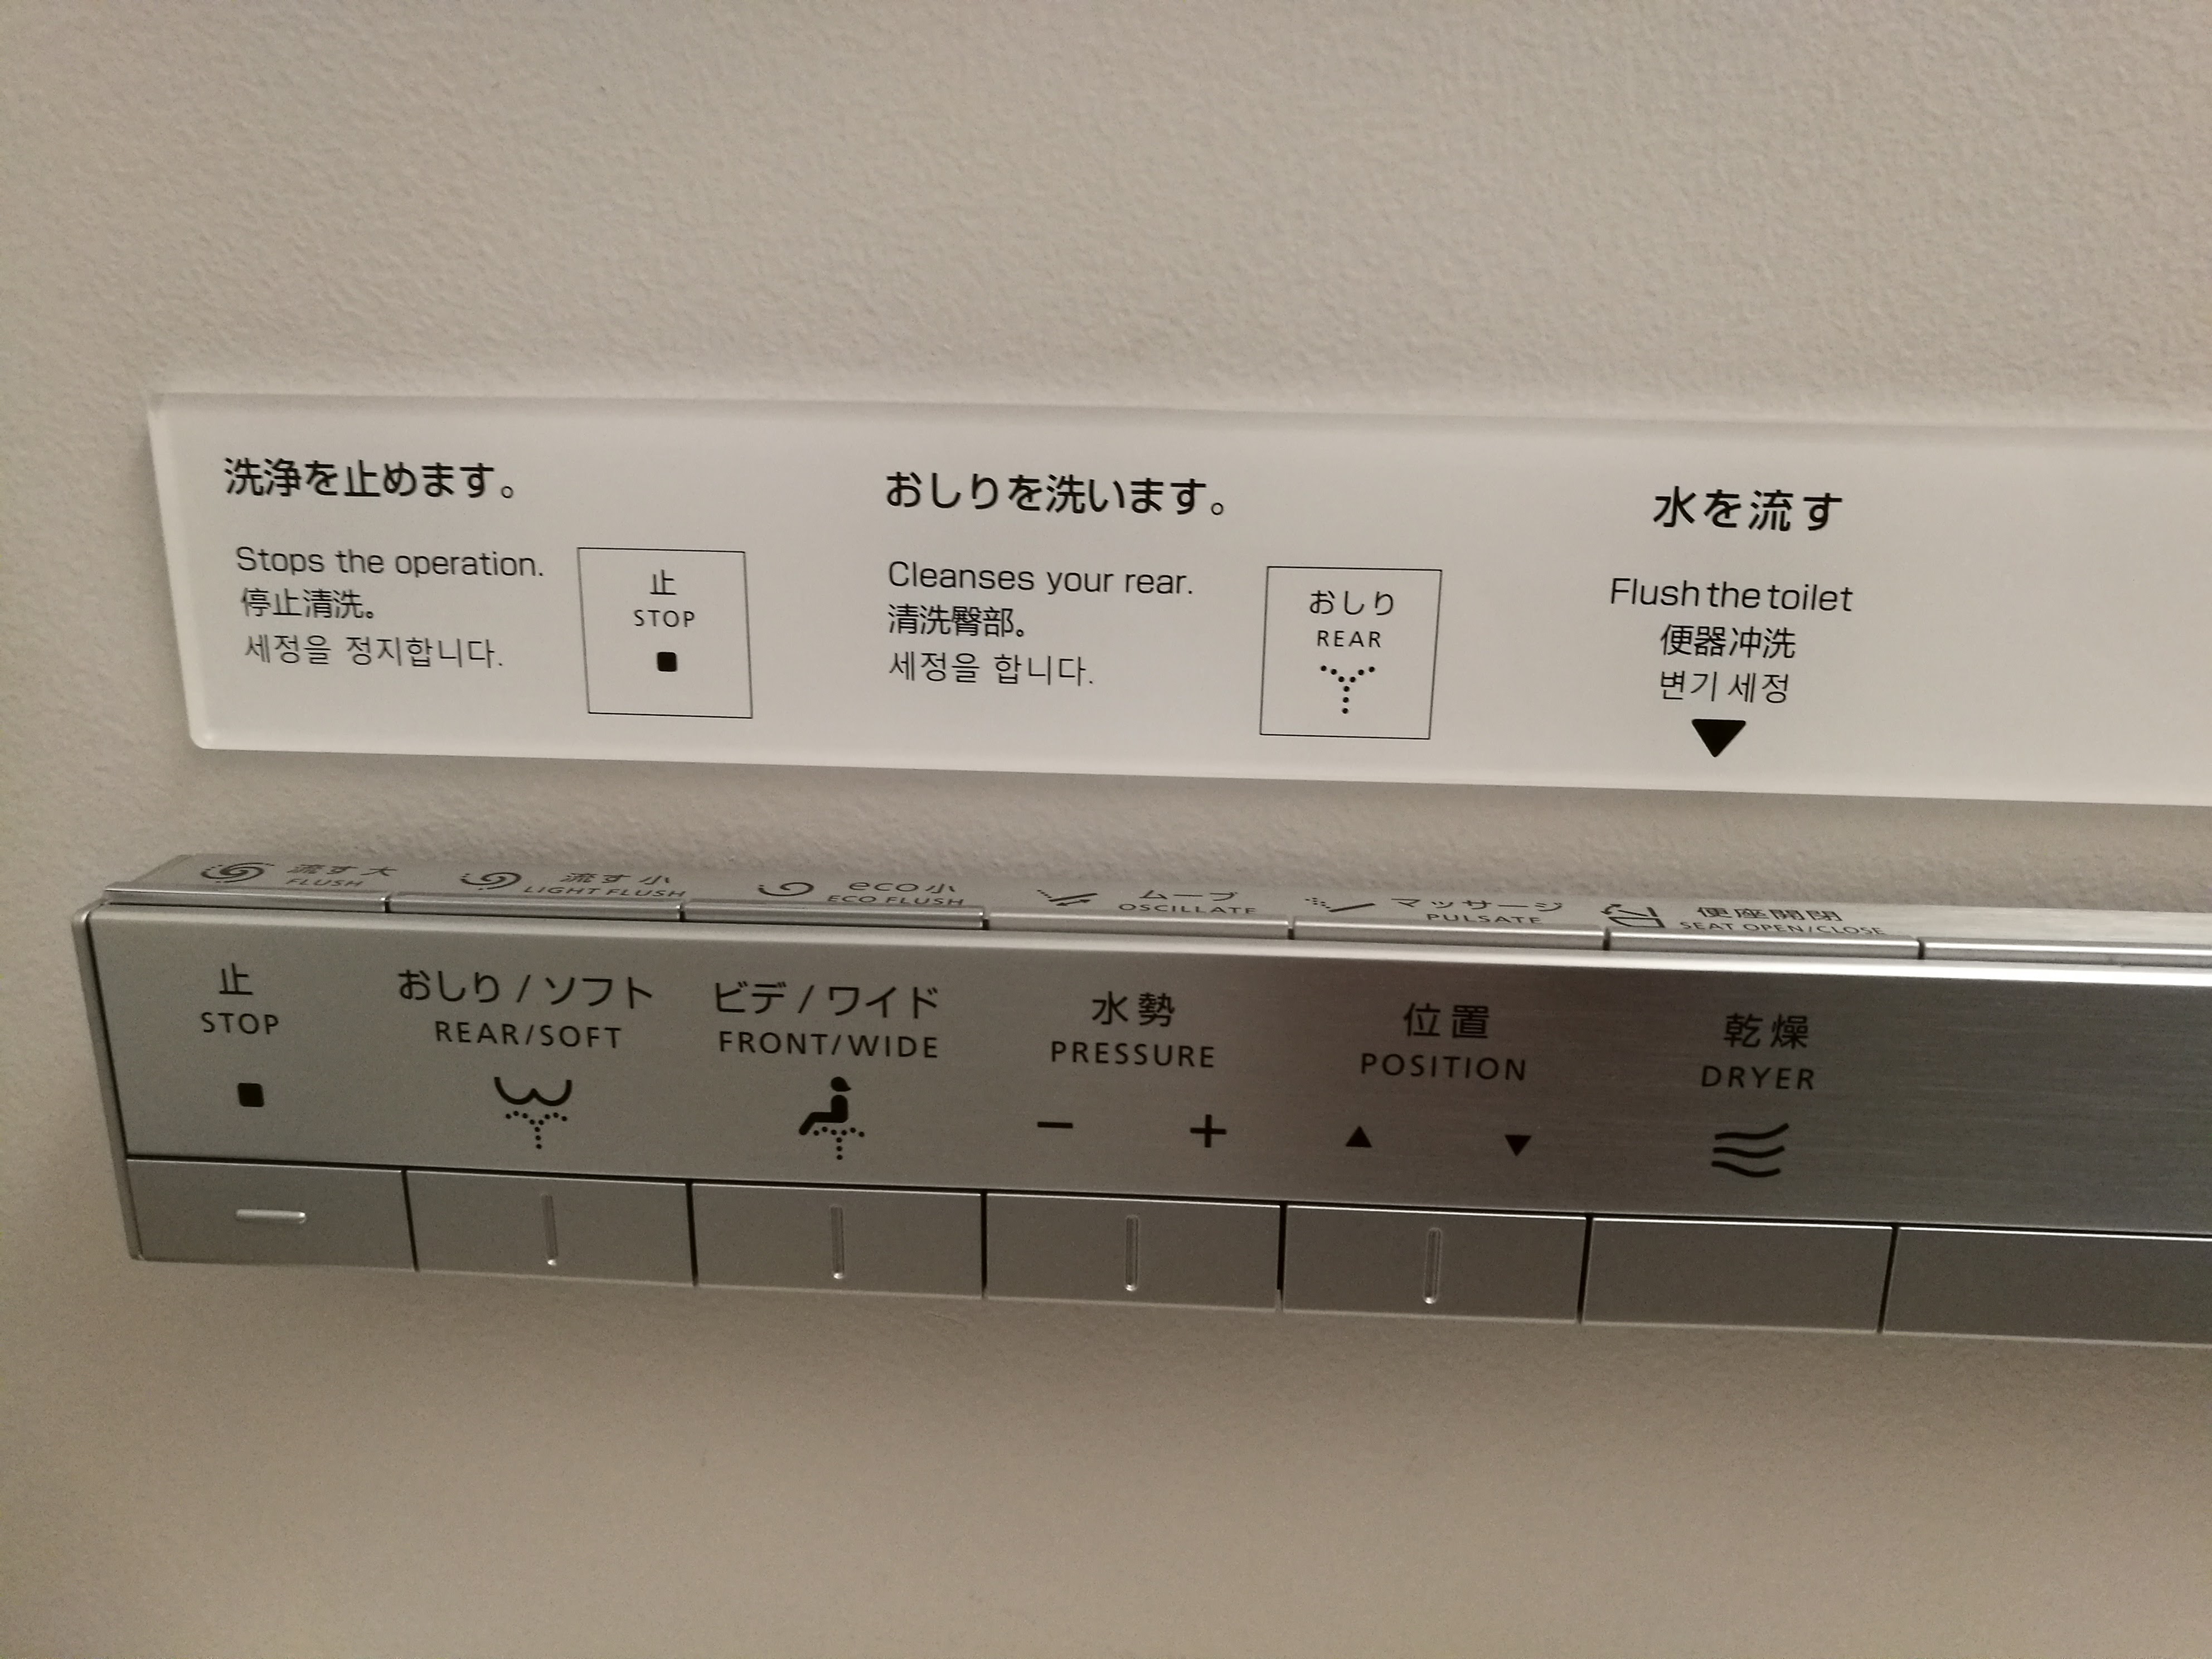 洗浄を止めます。
Stops the operation.
停止清洗。
세정을 정지합니다.
止
STOP
おしりを洗います。
Cleanses your rear.
清洗臀部。
세정을 합니다.
おしり
REAR
水を流す
Flush the toilet
便器冲洗
변기 세정
流す大
FLUSH
流す小
LIGHT FLUSH
eco小
ECO FLUSH
ムーブ
OSCILLATE
マッサージ
PULSATE
便座開閉
SEAT OPEN/CLOSE
止
STOP
おしり / ソフト
REAR/SOFT
ビデ / ワイド
FRONT/WIDE
水勢
PRESSURE
− +
位置
POSITION
▲ ▼
乾燥
DRYER